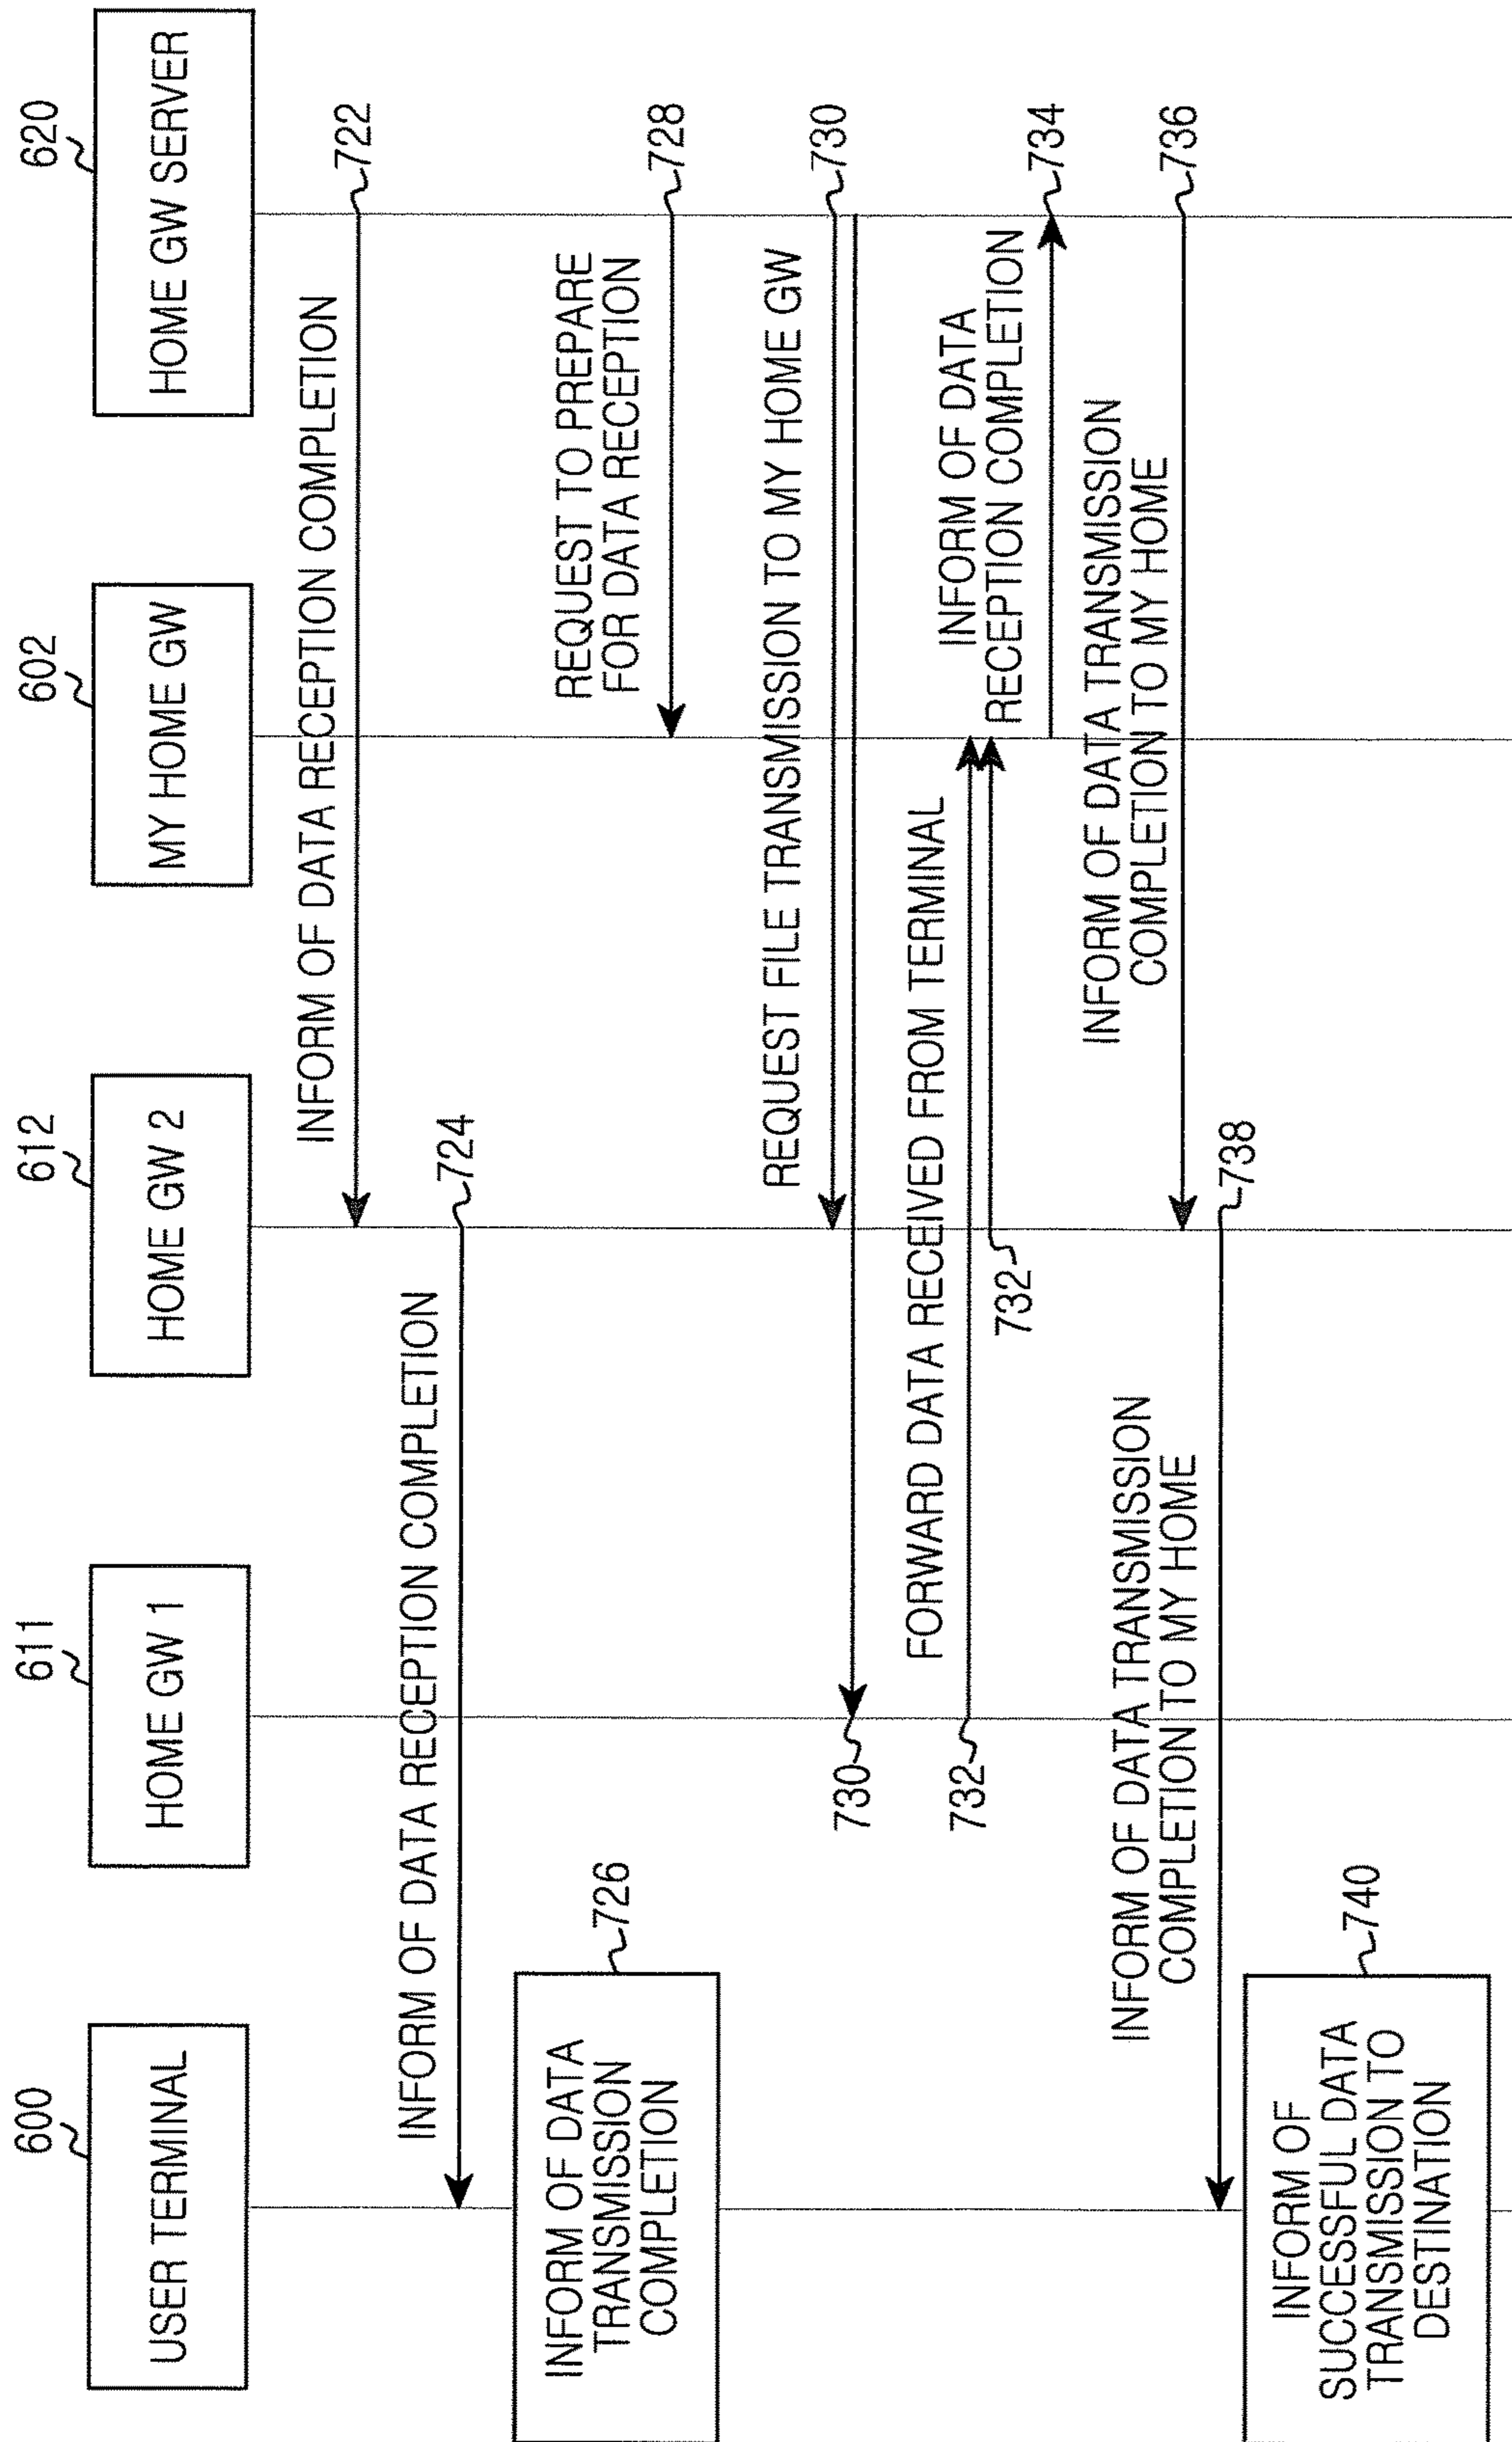 600
USER TERMINAL
611
HOME GW 1
612
HOME GW 2
602
MY HOME GW
620
HOME GW SERVER
INFORM OF DATA RECEPTION COMPLETION
722
INFORM OF DATA RECEPTION COMPLETION
724
INFORM OF DATA
TRANSMISSION
COMPLETION
726
REQUEST TO PREPARE
FOR DATA RECEPTION
728
REQUEST FILE TRANSMISSION TO MY HOME GW
730
730
FORWARD DATA RECEIVED FROM TERMINAL
732
732
INFORM OF DATA
RECEPTION COMPLETION
734
INFORM OF DATA TRANSMISSION
COMPLETION TO MY HOME
736
INFORM OF DATA TRANSMISSION
COMPLETION TO MY HOME
738
INFORM OF
SUCCESSFUL DATA
TRANSMISSION TO
DESTINATION
740